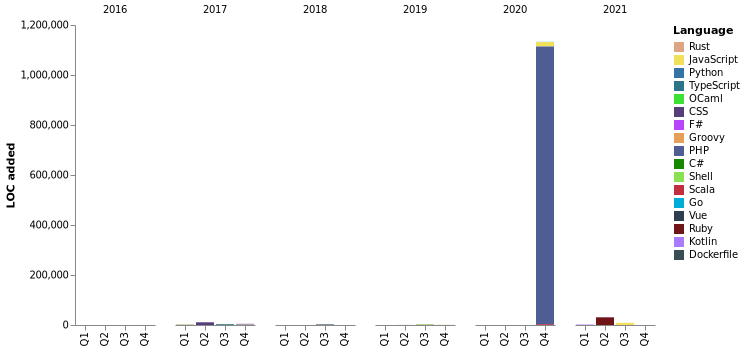 2016 2017 2018 2019 2020 2021
1,200,000
1,000,000
800,000
600,000
400,000
200,000
0
LOC added
Q1 Q2 Q3 Q4 Q1 Q2 Q3 Q4 Q1 Q2 Q3 Q4 Q1 Q2 Q3 Q4 Q1 Q2 Q3 Q4 Q1 Q2 Q3 Q4
Language
Rust
JavaScript
Python
TypeScript
OCaml
CSS
F#
Groovy
PHP
C#
Shell
Scala
Go
Vue
Ruby
Kotlin
Dockerfile